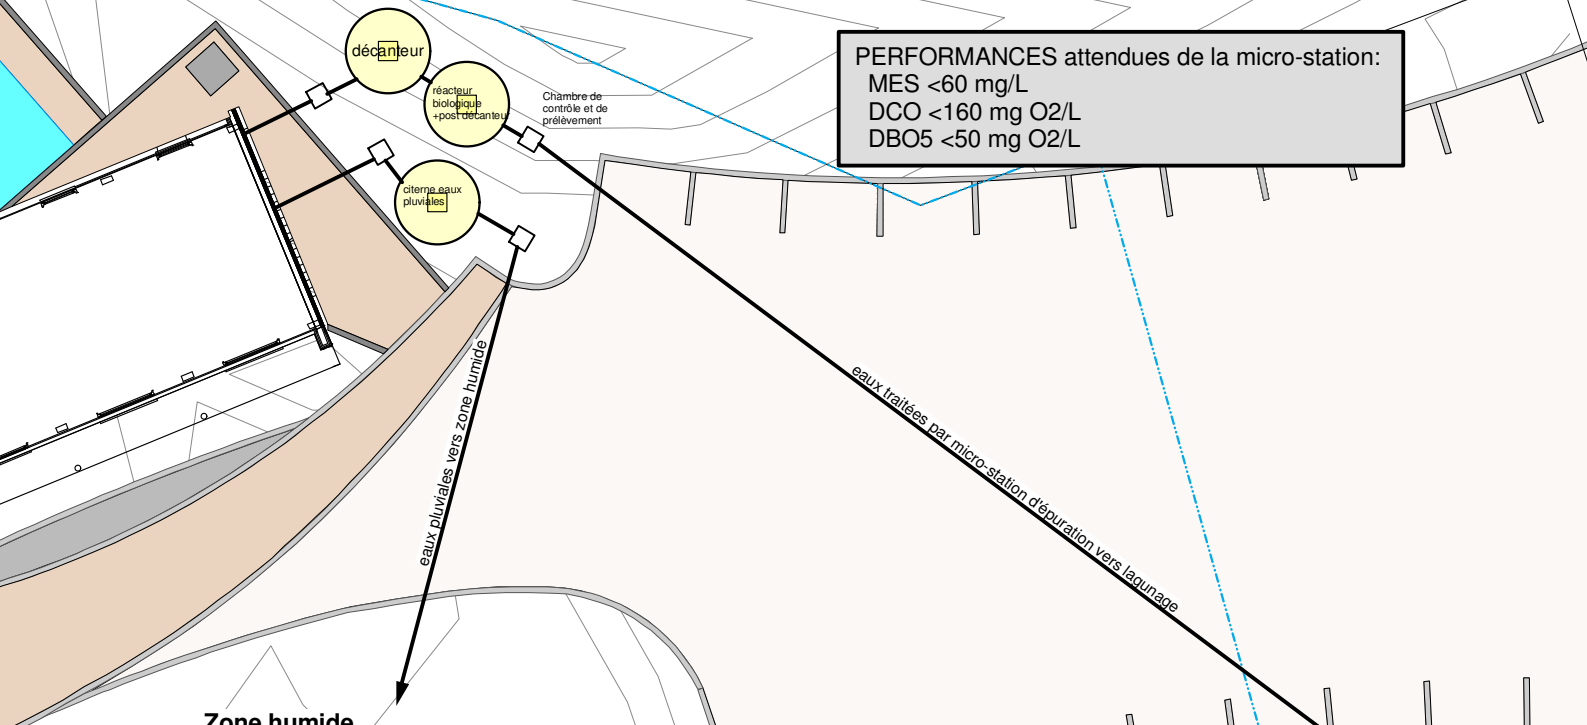 décanteur
réacteur
biologique
+post décanteur
Chambre de
contrôle et de
prélèvement
PERFORMANCES attendues de la micro-station:
MES <60 mg/L
DCO <160 mg O2/L
DBO5 <50 mg O2/L
citerne eaux
pluviales
eaux pluviales vers zone humide
eaux traitées par micro-station d'épuration vers lagunage
Zone humide